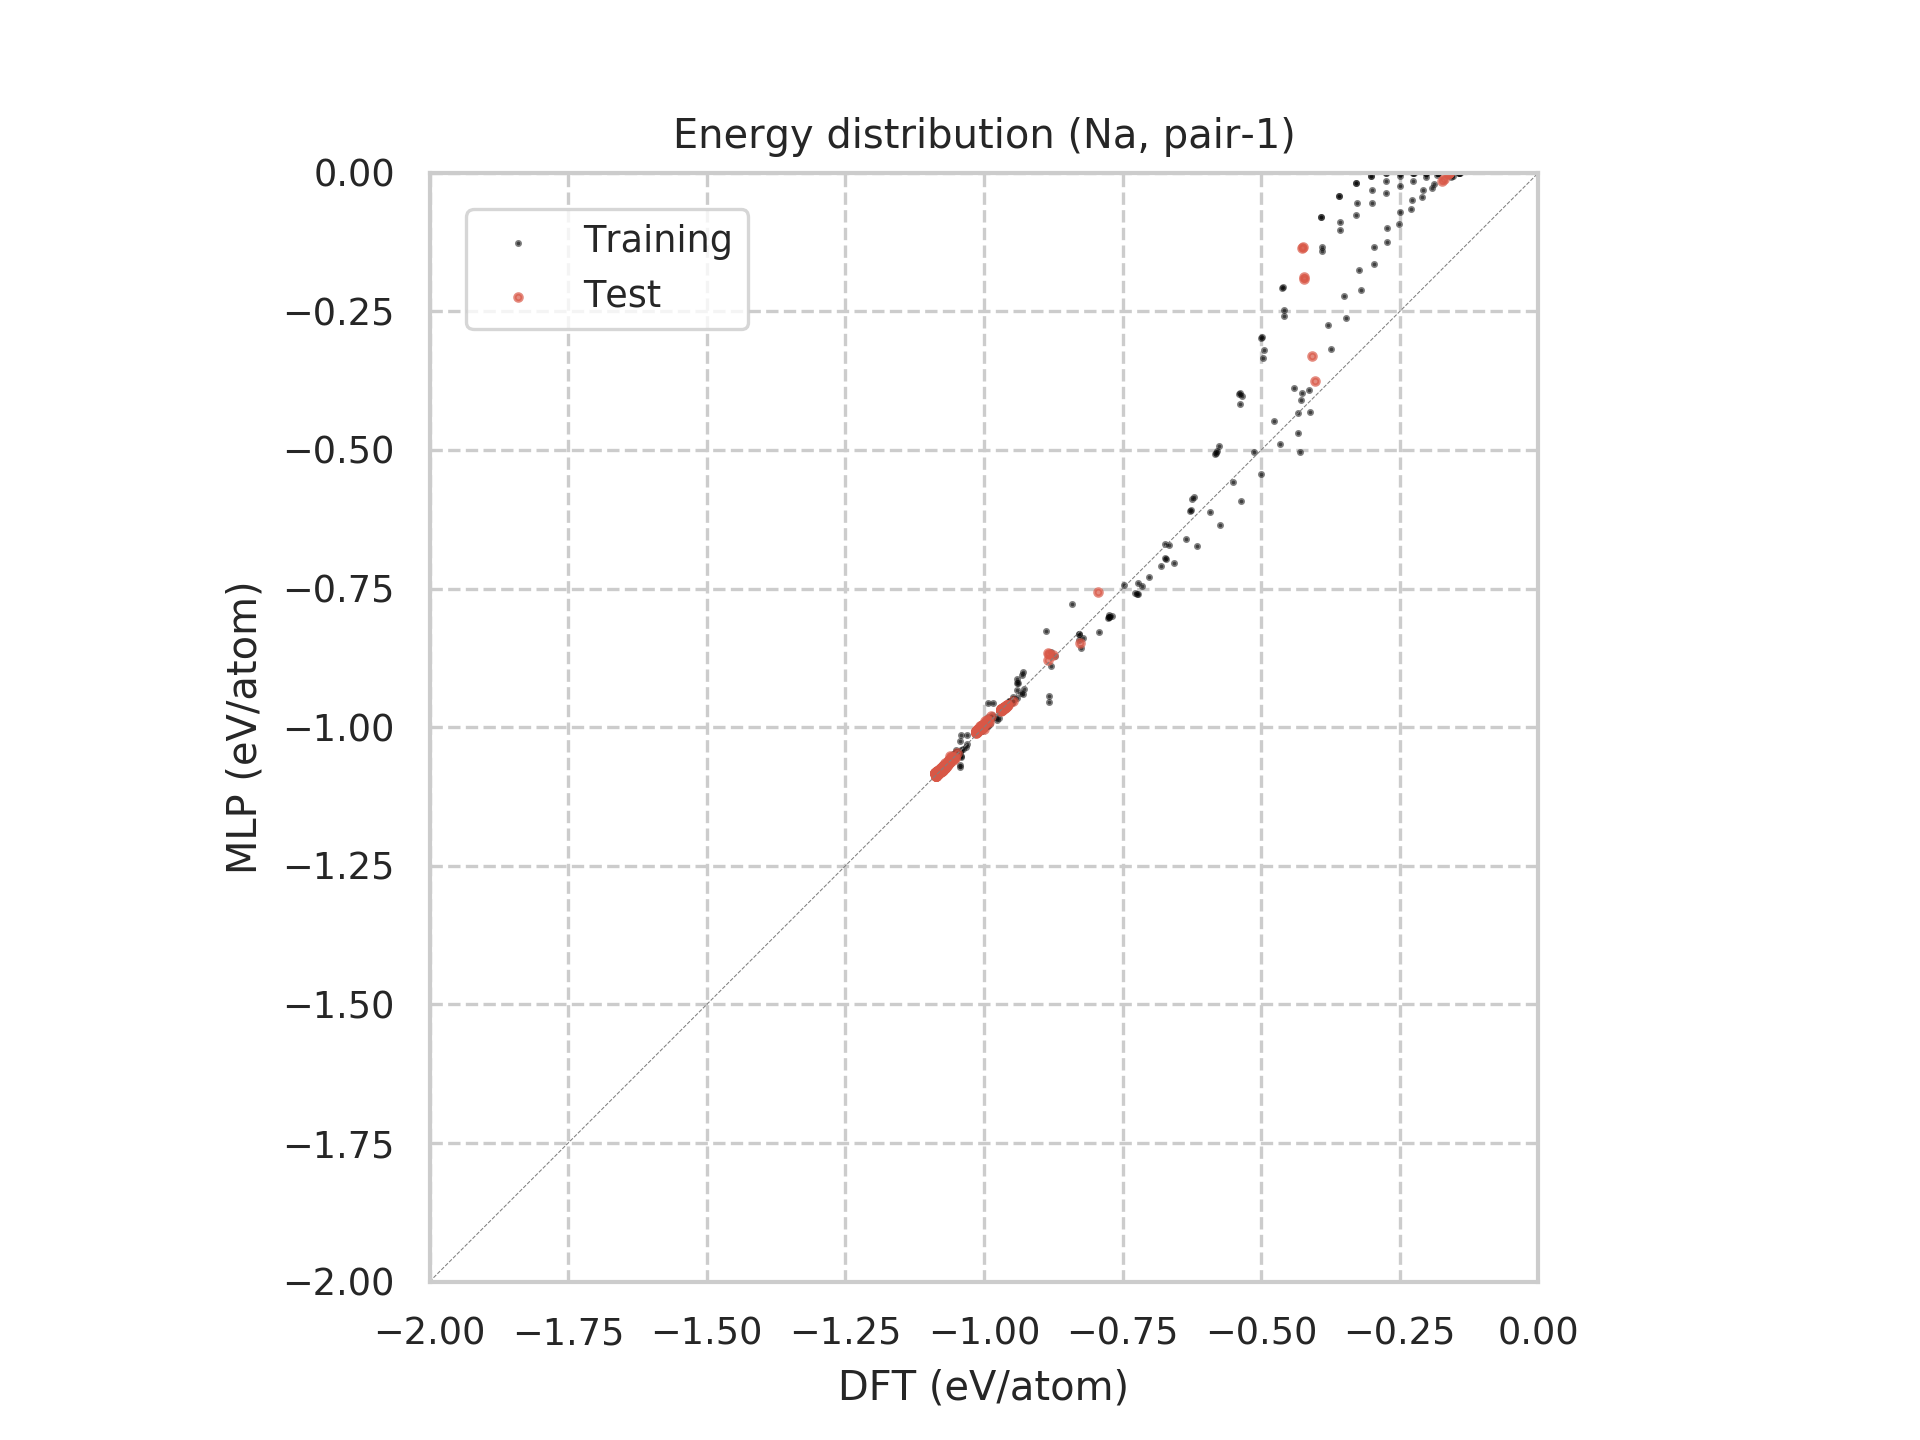 Energy distribution (Na, pair-1)
0.00
−0.25
−0.50
−0.75
−1.00
−1.25
−1.50
−1.75
−2.00
MLP (eV/atom)
Training
Test
−2.00 −1.75 −1.50 −1.25 −1.00 −0.75 −0.50 −0.25 0.00
DFT (eV/atom)